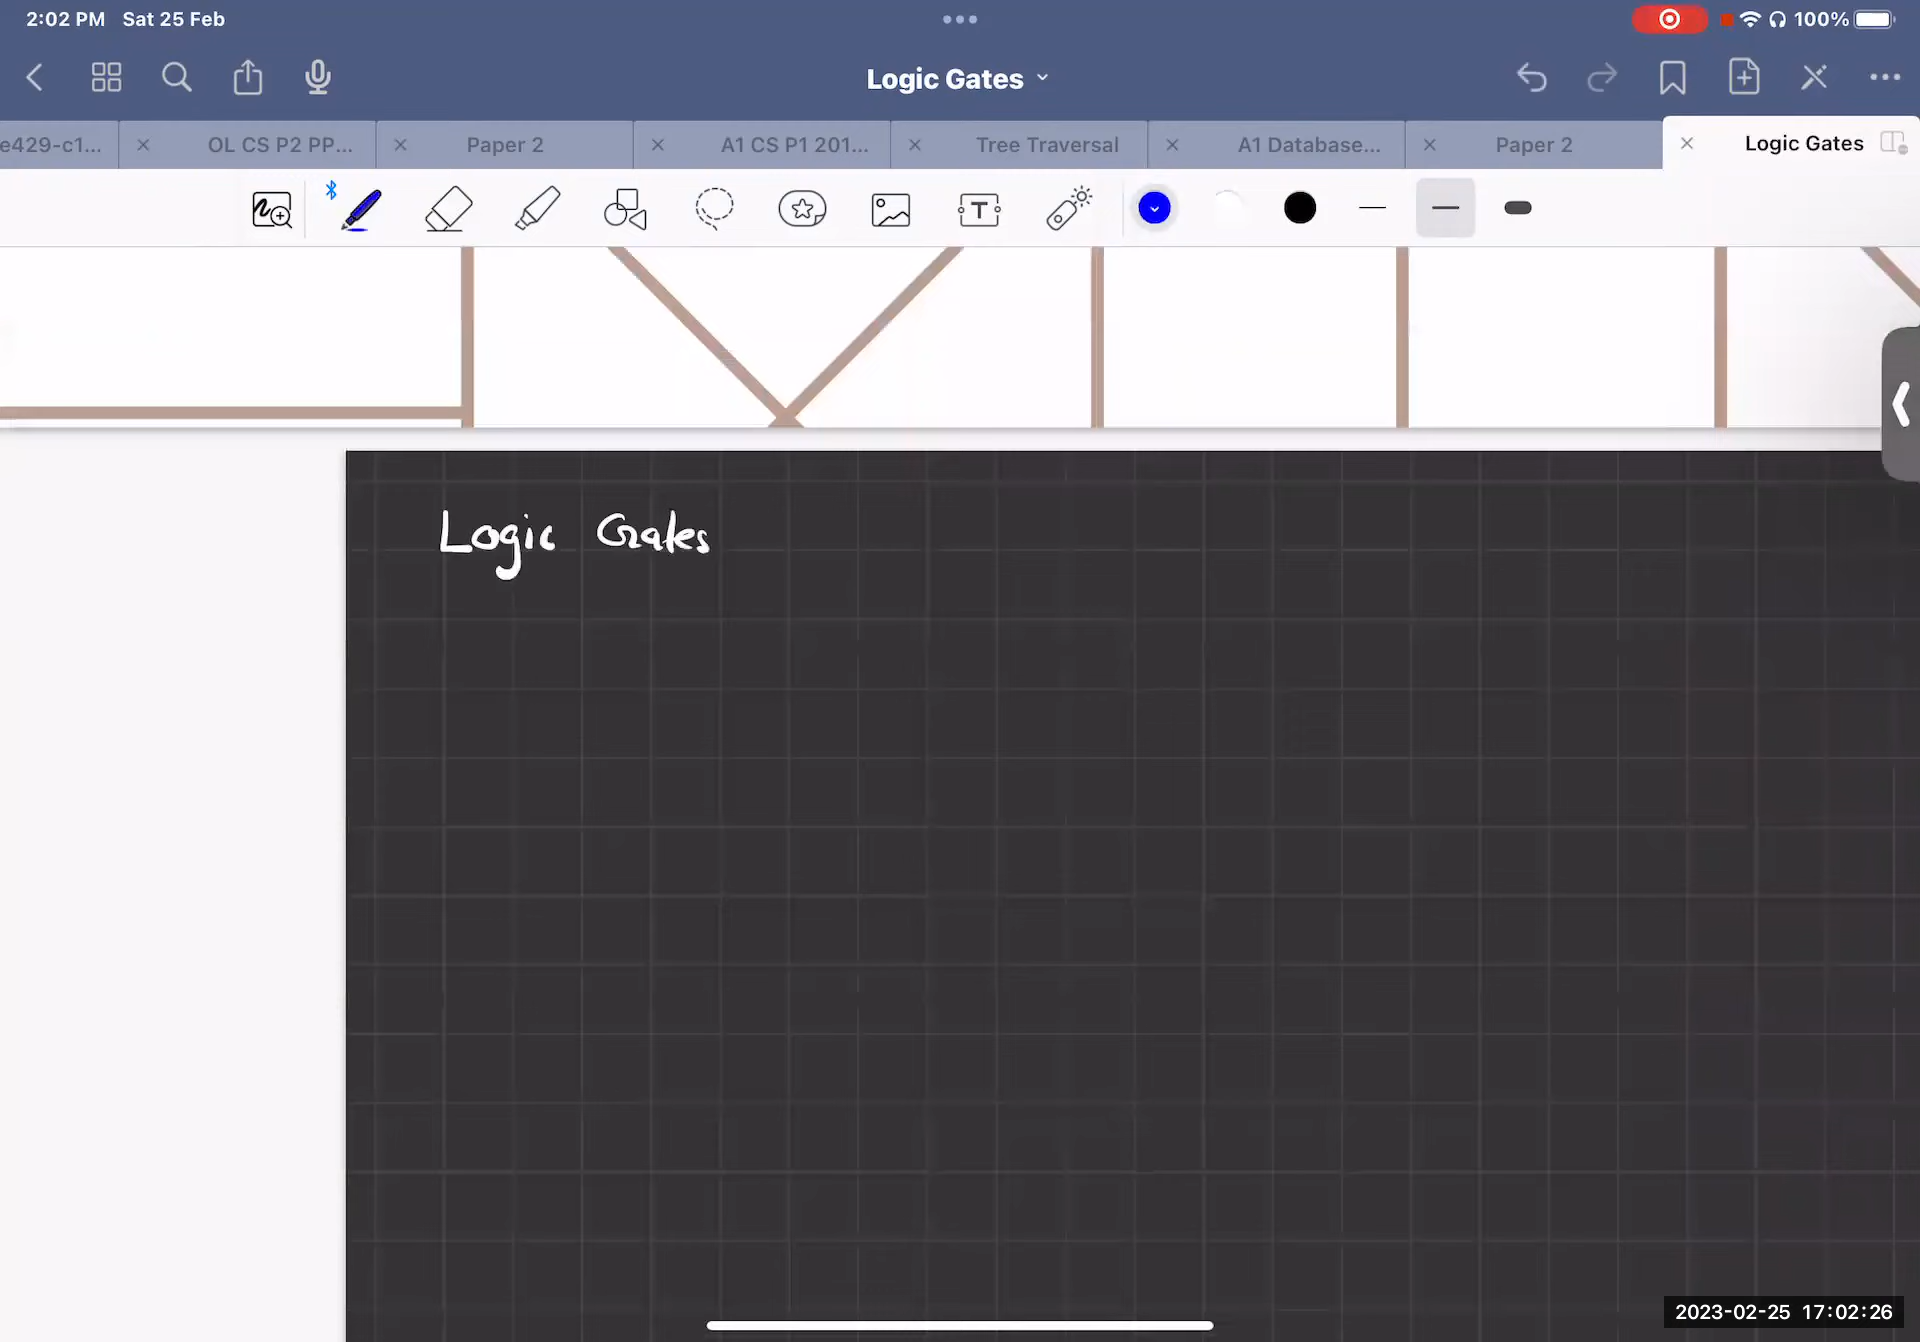 2:02 PM Sat 25 Feb
100%
Logic Gates
e429-c1...
OL CS P2 PP...
Paper 2
A1 CS P1 201...
Tree Traversal
A1 Database...
Paper 2
Logic Gates
T
Logic Gates
2023-02-25 17:02:26